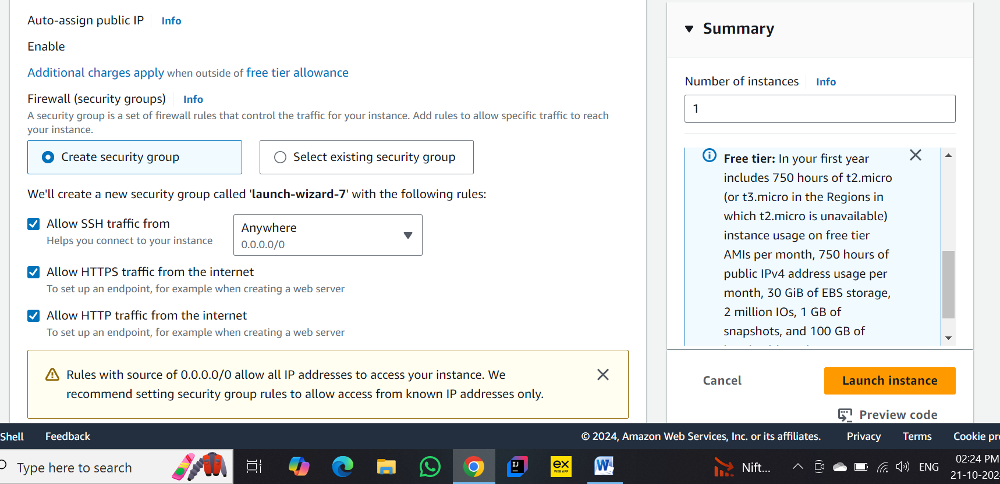 Auto-assign public IP Info
Enable
Additional charges apply when outside of free tier allowance
Firewall (security groups) Info
A security group is a set of firewall rules that control the traffic for your instance. Add rules to allow specific traffic to reach
your instance.
Create security group
Select existing security group
We'll create a new security group called 'launch-wizard-7' with the following rules:
Allow SSH traffic from
Helps you connect to your instance
Anywhere
0.0.0.0/0
Allow HTTPS traffic from the internet
To set up an endpoint, for example when creating a web server
Allow HTTP traffic from the internet
To set up an endpoint, for example when creating a web server
Rules with source of 0.0.0.0/0 allow all IP addresses to access your instance. We
recommend setting security group rules to allow access from known IP addresses only.
Summary
Number of instances Info
1
Free tier: In your first year
includes 750 hours of t2.micro
(or t3.micro in the Regions in
which t2.micro is unavailable)
instance usage on free tier
AMIs per month, 750 hours of
public IPv4 address usage per
month, 30 GiB of EBS storage,
2 million IOs, 1 GB of
snapshots, and 100 GB of
Cancel
Launch instance
Preview code
Shell Feedback © 2024, Amazon Web Services, Inc. or its affiliates. Privacy Terms Cookie pr
Type here to search
IJ
ex
WEB APP
W
Nift...
ENG
02:24 PM
21-10-202